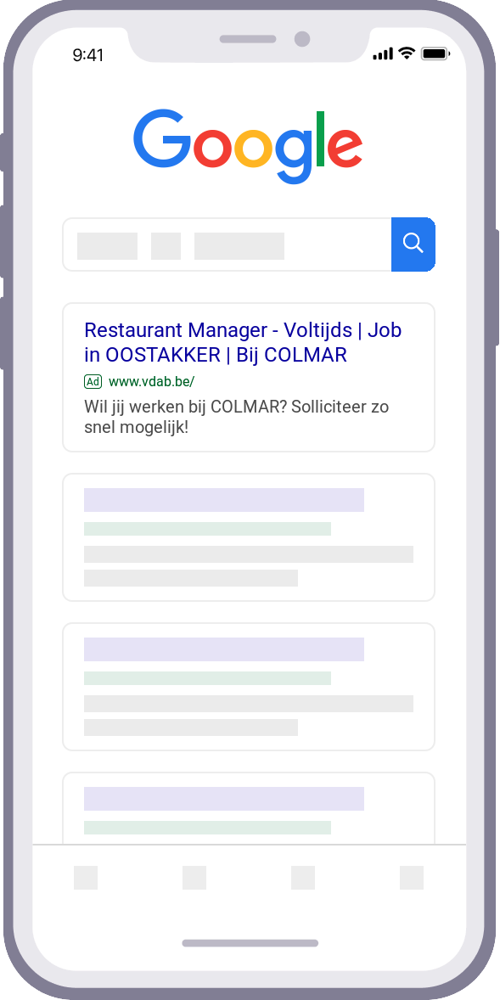 9:41
Google
Restaurant Manager - Voltijds | Job
in OOSTAKKER | Bij COLMAR
Ad www.vdab.be/
Wil jij werken bij COLMAR? Solliciteer zo
snel mogelijk!